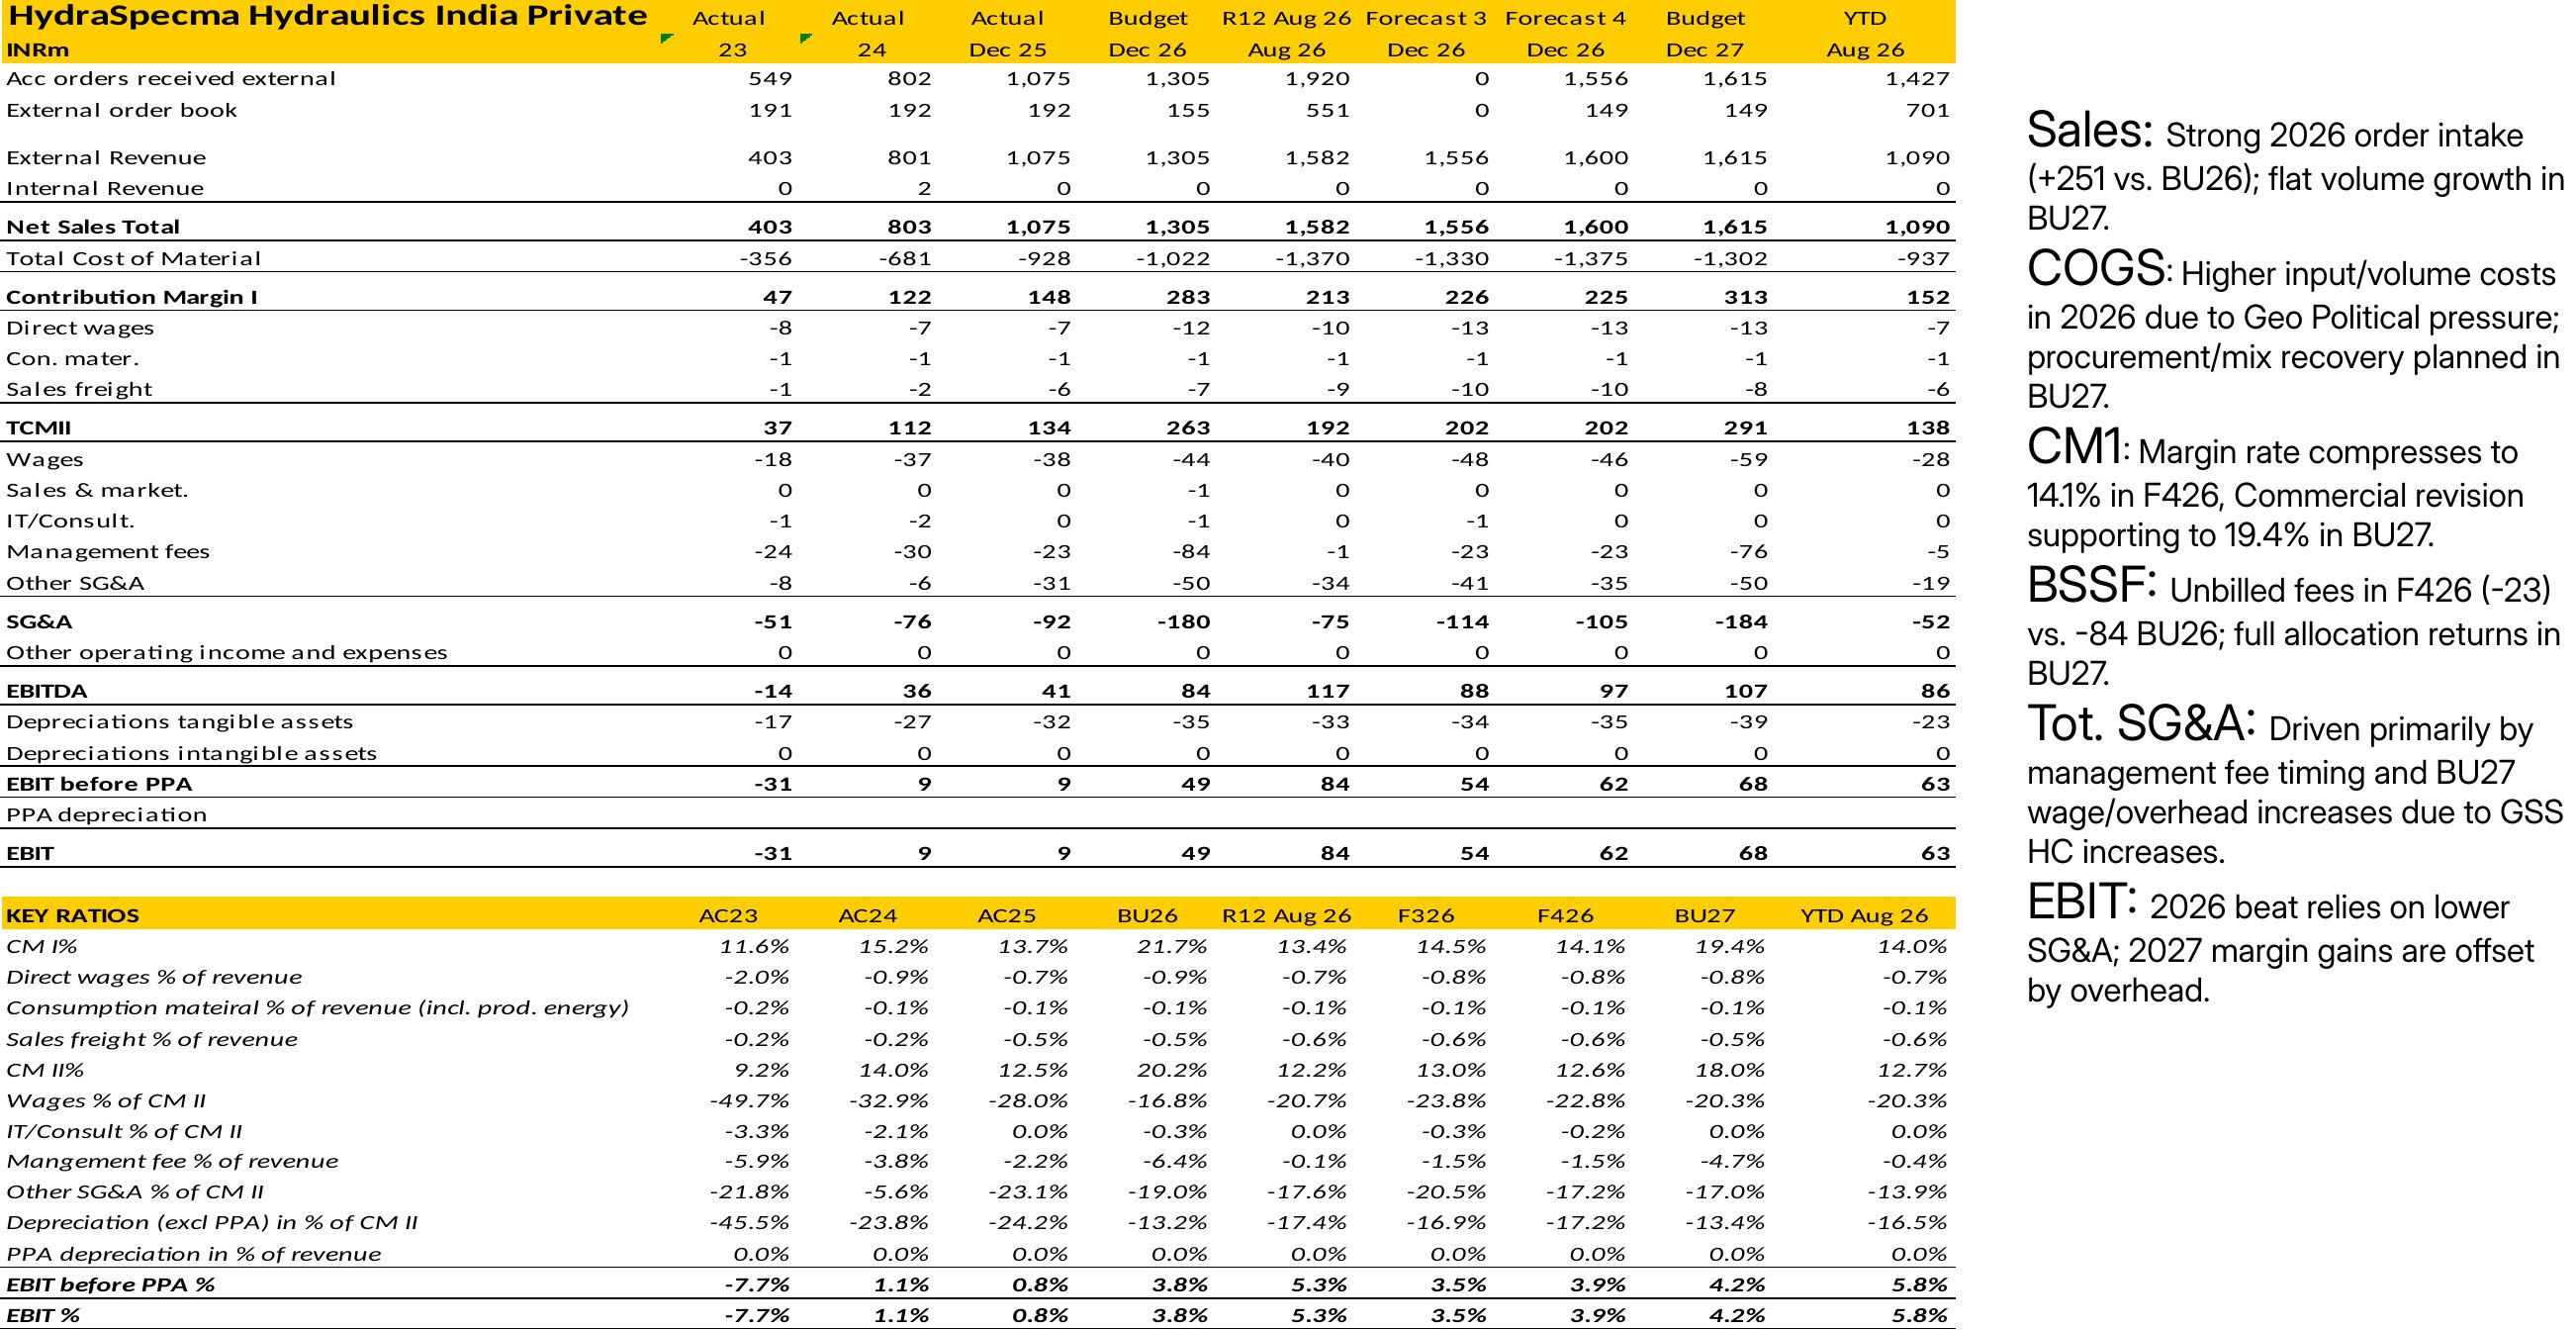 HydraSpecma Hydraulics India Private Actual Actual Actual Budget R12 Aug 26 Forecast 3 Forecast 4 Budget YTD
INRm 23 24 Dec 25 Dec 26 Aug 26 Dec 26 Dec 26 Dec 27 Aug 26
Acc orders received external 549 802 1,075 1,305 1,920 0 1,556 1,615 1,427
External order book 191 192 192 155 551 0 149 149 701
External Revenue 403 801 1,075 1,305 1,582 1,556 1,600 1,615 1,090
Internal Revenue 0 2 0 0 0 0 0 0 0
Net Sales Total 403 803 1,075 1,305 1,582 1,556 1,600 1,615 1,090
Total Cost of Material -356 -681 -928 -1,022 -1,370 -1,330 -1,375 -1,302 -937
Contribution Margin I 47 122 148 283 213 226 225 313 152
Direct wages -8 -7 -7 -12 -10 -13 -13 -13 -7
Con. mater. -1 -1 -1 -1 -1 -1 -1 -1 -1
Sales freight -1 -2 -6 -7 -9 -10 -10 -8 -6
TCMII 37 112 134 263 192 202 202 291 138
Wages -18 -37 -38 -44 -40 -48 -46 -59 -28
Sales & market. 0 0 0 -1 0 0 0 0 0
IT/Consult. -1 -2 0 -1 0 -1 0 0 0
Management fees -24 -30 -23 -84 -1 -23 -23 -76 -5
Other SG&A -8 -6 -31 -50 -34 -41 -35 -50 -19
SG&A -51 -76 -92 -180 -75 -114 -105 -184 -52
Other operating income and expenses 0 0 0 0 0 0 0 0 0
EBITDA -14 36 41 84 117 88 97 107 86
Depreciations tangible assets -17 -27 -32 -35 -33 -34 -35 -39 -23
Depreciations intangible assets 0 0 0 0 0 0 0 0 0
EBIT before PPA -31 9 9 49 84 54 62 68 63
PPA depreciation
EBIT -31 9 9 49 84 54 62 68 63
KEY RATIOS AC23 AC24 AC25 BU26 R12 Aug 26 F326 F426 BU27 YTD Aug 26
CM I% 11.6% 15.2% 13.7% 21.7% 13.4% 14.5% 14.1% 19.4% 14.0%
Direct wages % of revenue -2.0% -0.9% -0.7% -0.9% -0.7% -0.8% -0.8% -0.8% -0.7%
Consumption mateiral % of revenue (incl. prod. energy) -0.2% -0.1% -0.1% -0.1% -0.1% -0.1% -0.1% -0.1% -0.1%
Sales freight % of revenue -0.2% -0.2% -0.5% -0.5% -0.6% -0.6% -0.6% -0.5% -0.6%
CM II% 9.2% 14.0% 12.5% 20.2% 12.2% 13.0% 12.6% 18.0% 12.7%
Wages % of CM II -49.7% -32.9% -28.0% -16.8% -20.7% -23.8% -22.8% -20.3% -20.3%
IT/Consult % of CM II -3.3% -2.1% 0.0% -0.3% 0.0% -0.3% -0.2% 0.0% 0.0%
Mangement fee % of revenue -5.9% -3.8% -2.2% -6.4% -0.1% -1.5% -1.5% -4.7% -0.4%
Other SG&A % of CM II -21.8% -5.6% -23.1% -19.0% -17.6% -20.5% -17.2% -17.0% -13.9%
Depreciation (excl PPA) in % of CM II -45.5% -23.8% -24.2% -13.2% -17.4% -16.9% -17.2% -13.4% -16.5%
PPA depreciation in % of revenue 0.0% 0.0% 0.0% 0.0% 0.0% 0.0% 0.0% 0.0% 0.0%
EBIT before PPA % -7.7% 1.1% 0.8% 3.8% 5.3% 3.5% 3.9% 4.2% 5.8%
EBIT % -7.7% 1.1% 0.8% 3.8% 5.3% 3.5% 3.9% 4.2% 5.8%
Sales: Strong 2026 order intake
(+251 vs. BU26); flat volume growth in
BU27.
COGS: Higher input/volume costs
in 2026 due to Geo Political pressure;
procurement/mix recovery planned in
BU27.
CM1: Margin rate compresses to
14.1% in F426, Commercial revision
supporting to 19.4% in BU27.
BSSF: Unbilled fees in F426 (-23)
vs. -84 BU26; full allocation returns in
BU27.
Tot. SG&A: Driven primarily by
management fee timing and BU27
wage/overhead increases due to GSS
HC increases.
EBIT: 2026 beat relies on lower
SG&A; 2027 margin gains are offset
by overhead.